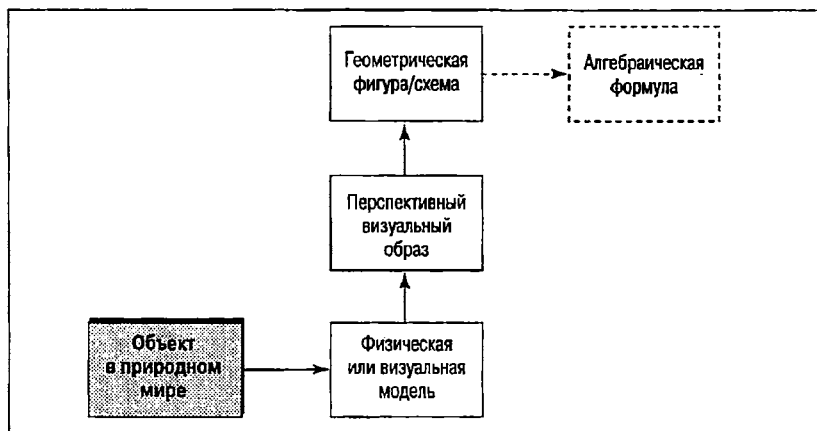 Геометрическая
фигура/схема
Алгебраическая
формула
Перспективный
визуальный
образ
Объект
в природном
мире
Физическая
или визуальная
модель